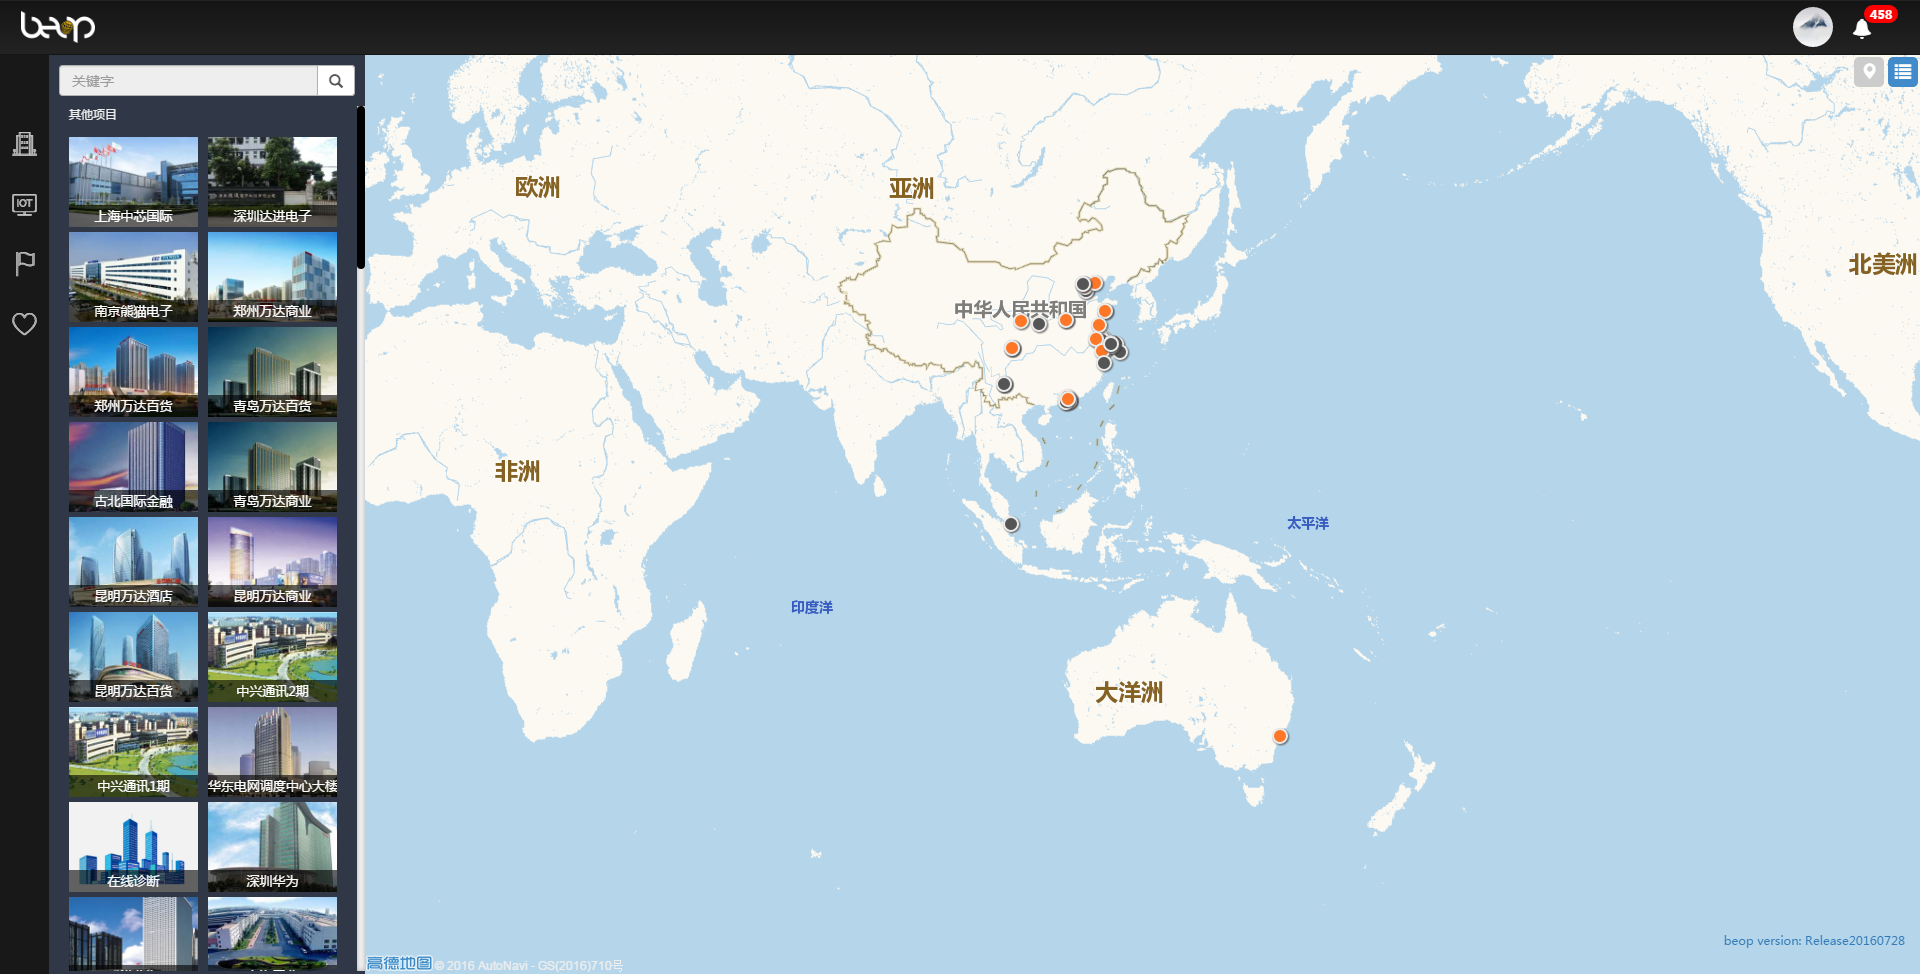 beop
458
关键字
其他项目
IOT
上海中芯国际
深圳达进电子
南京熊猫电子
郑州万达商业
郑州万达百货
青岛万达百货
古北国际金融
青岛万达商业
昆明万达酒店
昆明万达商业
昆明万达百货
中兴通讯2期
中兴通讯1期
华东电网调度中心大楼
在线诊断
深圳华为
欧洲
亚洲
北美洲
中华人民共和国
非洲
太平洋
印度洋
大洋洲
beop version: Release20160728
高德地图 © 2016 AutoNavi - GS(2016)710号